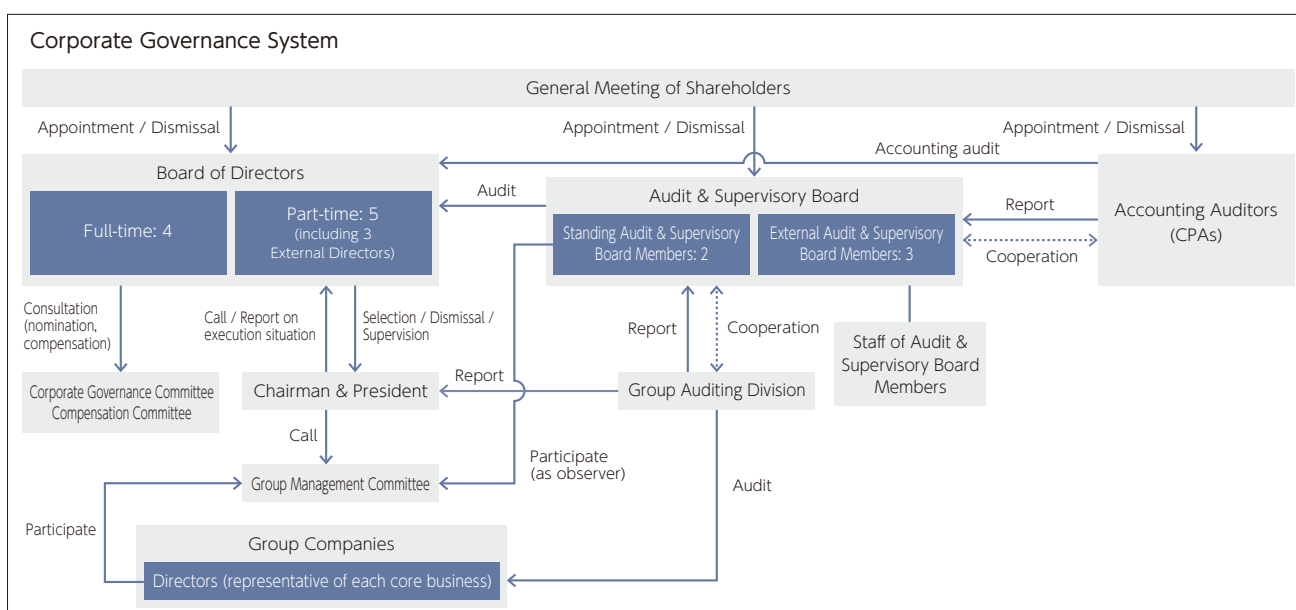 Corporate Governance System
General Meeting of Shareholders
Appointment / Dismissal
Appointment / Dismissal
Appointment / Dismissal
Accounting audit
Board of Directors
Full-time: 4
Part-time: 5
(including 3
External Directors)
Audit
Audit & Supervisory Board
Standing Audit & Supervisory
Board Members: 2
External Audit & Supervisory
Board Members: 3
Report
Cooperation
Accounting Auditors
(CPAs)
Consultation
(nomination,
compensation)
Call / Report on
execution situation
Selection / Dismissal /
Supervision
Report
Cooperation
Staff of Audit &
Supervisory Board
Members
Corporate Governance Committee
Compensation Committee
Chairman & President
Report
Group Auditing Division
Call
Participate
(as observer)
Group Management Committee
Audit
Participate
Group Companies
Directors (representative of each core business)